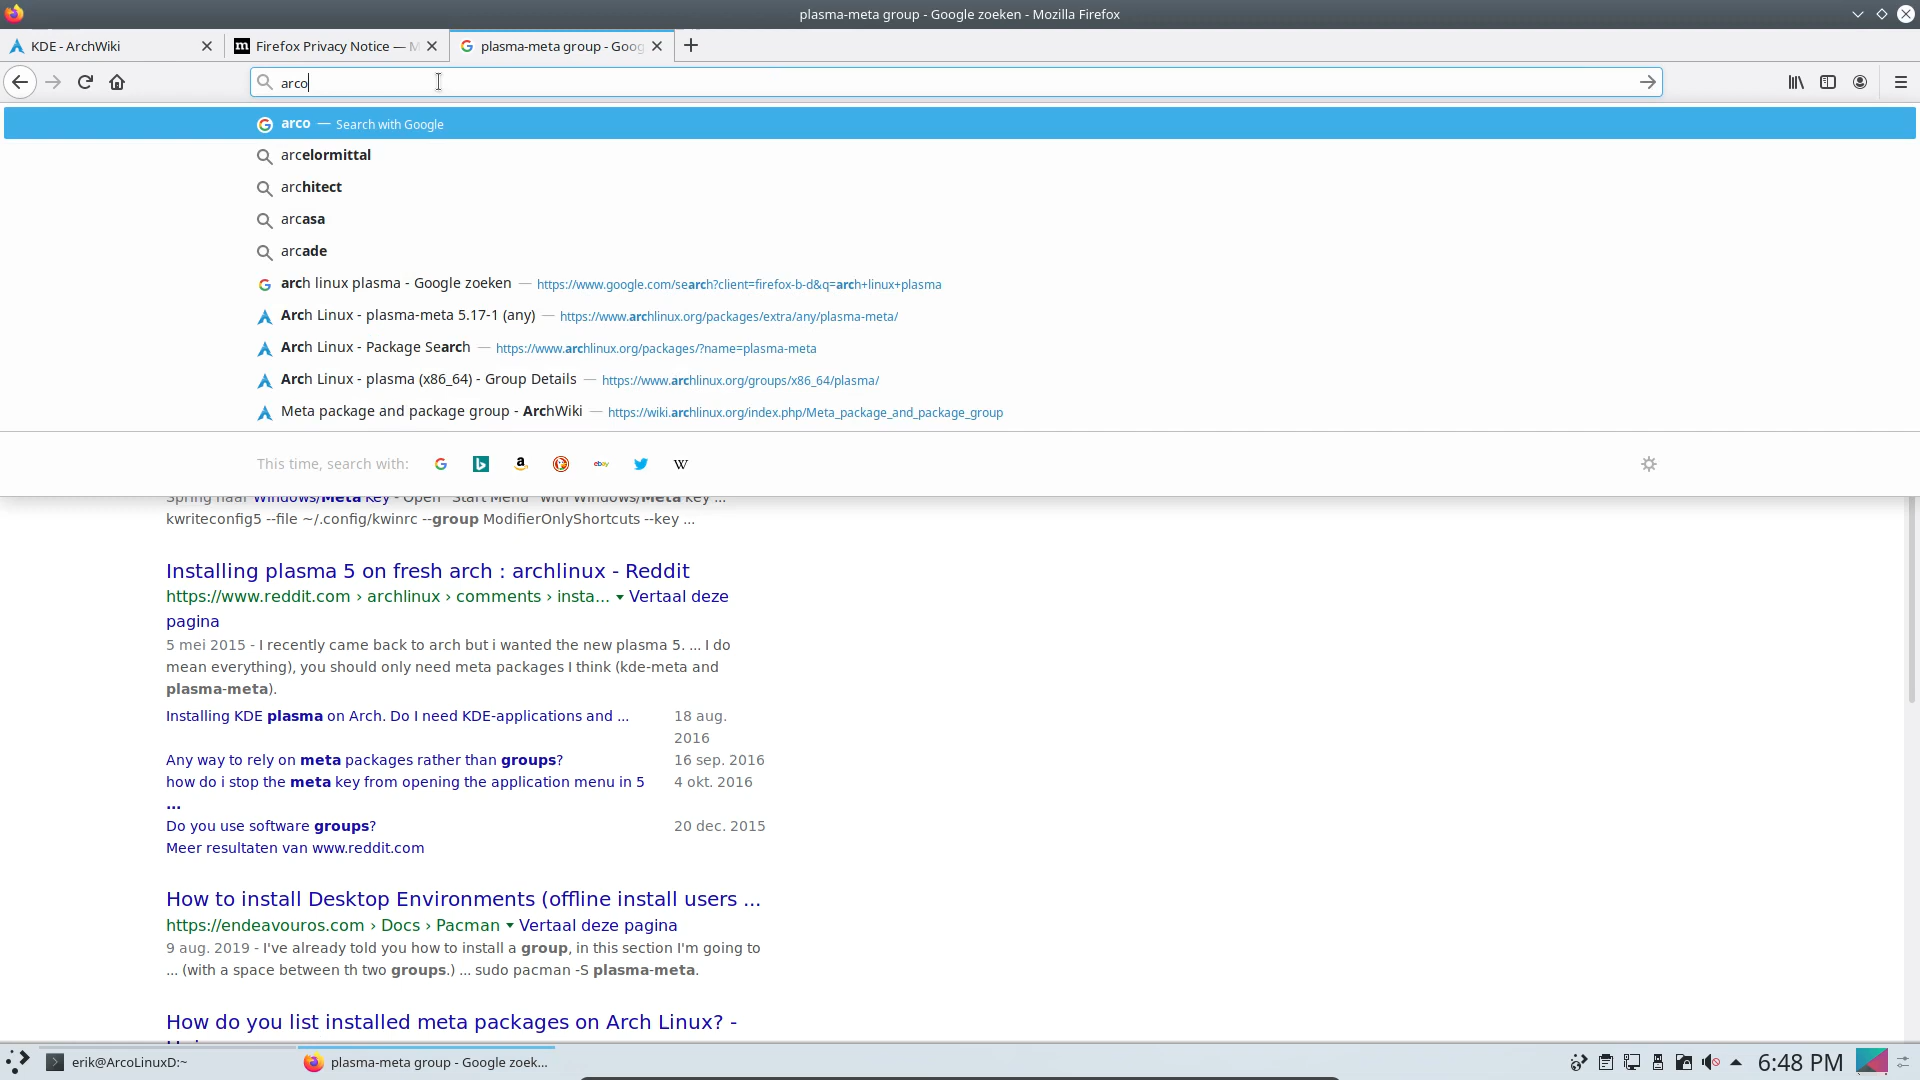 plasma-meta group - Google zoeken - Mozilla Firefox
KDE - ArchWiki
Firefox Privacy Notice — M
plasma-meta group - Goog
arco
arco — Search with Google
arcelormittal
architect
arcasa
arcade
arch linux plasma - Google zoeken — https://www.google.com/search?client=firefox-b-d&q=arch+linux+plasma
Arch Linux - plasma-meta 5.17-1 (any) — https://www.archlinux.org/packages/extra/any/plasma-meta/
Arch Linux - Package Search — https://www.archlinux.org/packages/?name=plasma-meta
Arch Linux - plasma (x86_64) - Group Details — https://www.archlinux.org/groups/x86_64/plasma/
Meta package and package group - ArchWiki — https://wiki.archlinux.org/index.php/Meta_package_and_package_group
This time, search with:
Spring naar Windows/Meta Key - Open "Start Menu" with Windows/Meta key ...
kwriteconfig5 --file ~/.config/kwinrc --group ModifierOnlyShortcuts --key ...
Installing plasma 5 on fresh arch : archlinux - Reddit
https://www.reddit.com › archlinux › comments › insta... Vertaal deze
pagina
5 mei 2015 - I recently came back to arch but i wanted the new plasma 5. ... I do
mean everything), you should only need meta packages I think (kde-meta and
plasma-meta).
Installing KDE plasma on Arch. Do I need KDE-applications and ... 18 aug.
2016
Any way to rely on meta packages rather than groups? 16 sep. 2016
how do i stop the meta key from opening the application menu in 5 4 okt. 2016
...
Do you use software groups? 20 dec. 2015
Meer resultaten van www.reddit.com
How to install Desktop Environments (offline install users ...
https://endeavouros.com › Docs › Pacman Vertaal deze pagina
9 aug. 2019 - I've already told you how to install a group, in this section I'm going to
... (with a space between th two groups.) ... sudo pacman -S plasma-meta.
How do you list installed meta packages on Arch Linux? -
erik@ArcoLinuxD:~
plasma-meta group - Google zoek...
6:48 PM